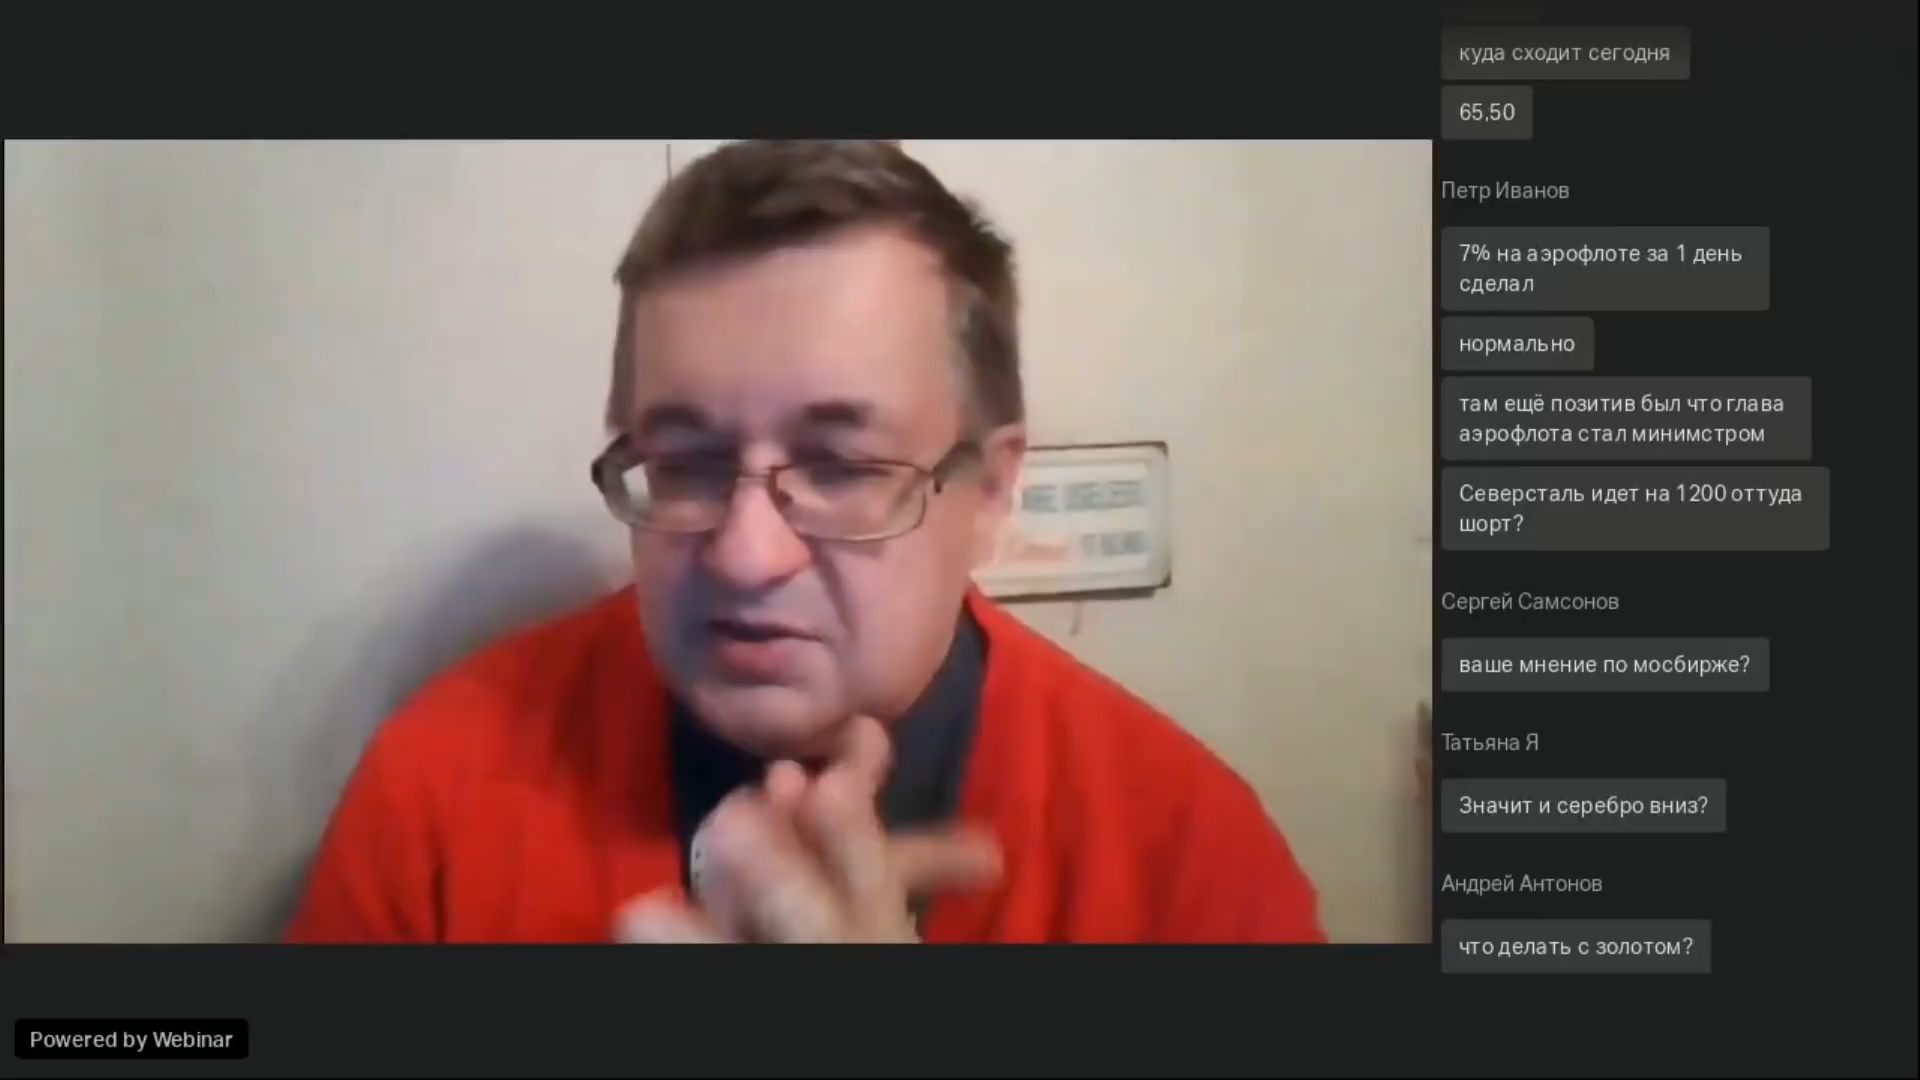 куда сходит сегодня
65,50
Петр Иванов
7% на аэрофлоте за 1 день
сделал
нормально
там ещё позитив был что глава
аэрофлота стал минимстром
Северсталь идет на 1200 оттуда
шорт?
Сергей Самсонов
ваше мнение по мосбирже?
Татьяна Я
Значит и серебро вниз?
Андрей Антонов
что делать с золотом?
Powered by Webinar